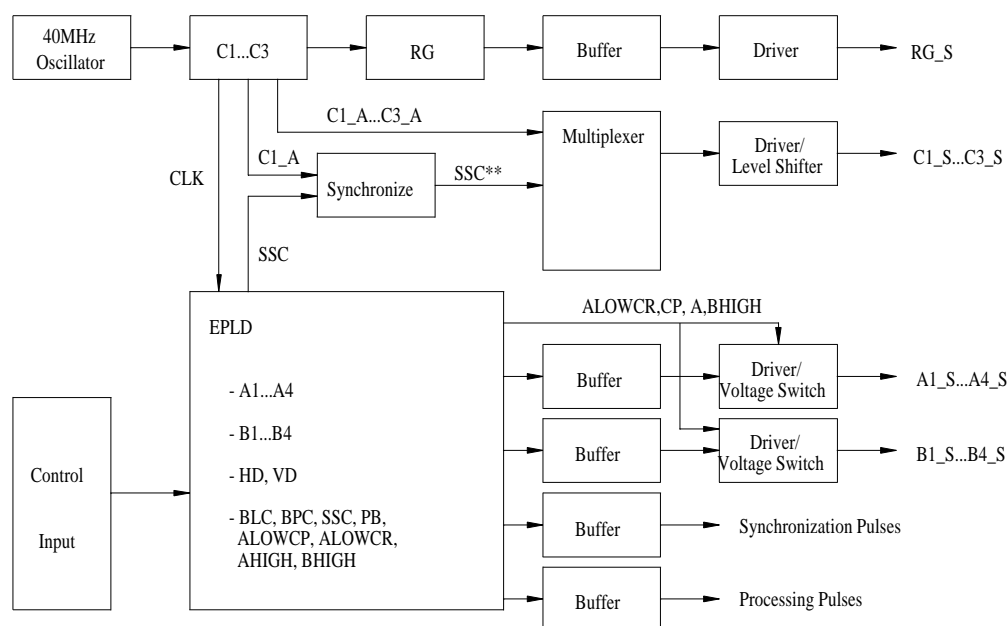 40MHz
Oscillator
C1...C3
RG
Buffer
Driver
RG_S
C1_A...C3_A
Multiplexer
Driver/
Level Shifter
C1_S...C3_S
C1_A
CLK
Synchronize
SSC**
SSC
ALOWCR,CP, A,BHIGH
EPLD
Buffer
Driver/
Voltage Switch
A1_S...A4_S
- A1...A4
- B1...B4
Buffer
Driver/
Voltage Switch
B1_S...B4_S
Control
Input
- HD, VD
- BLC, BPC, SSC, PB,
ALOWCP, ALOWCR,
AHIGH, BHIGH
Buffer
Synchronization Pulses
Buffer
Processing Pulses